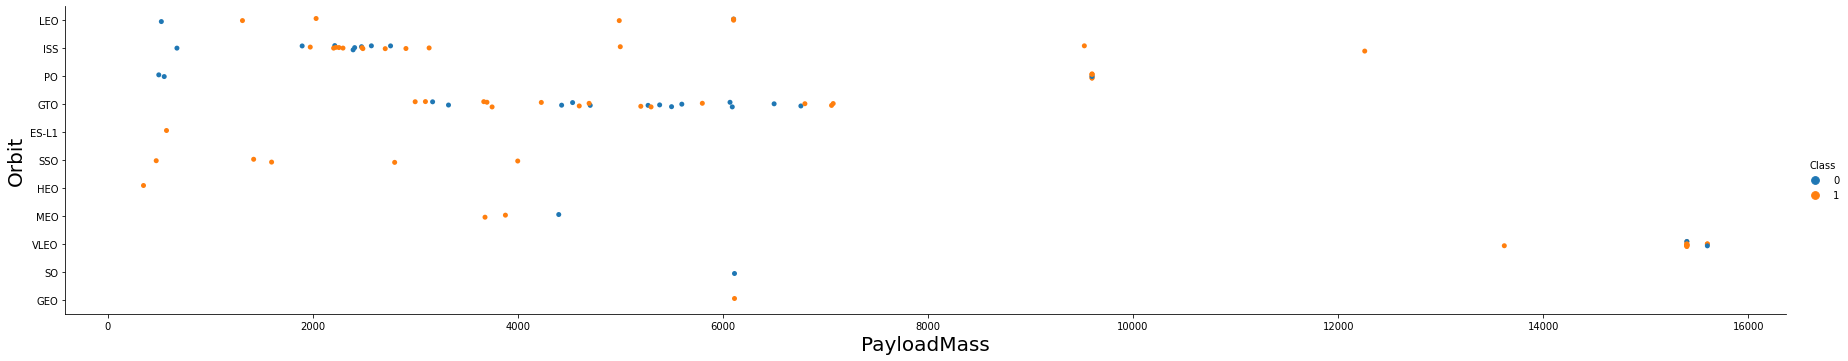 LEO
ISS
PO
GTO
ES-L1
SSO
HEO
MEO
VLEO
SO
GEO
Orbit
0 2000 4000 6000 8000 10000 12000 14000 16000
PayloadMass
Class
0
1